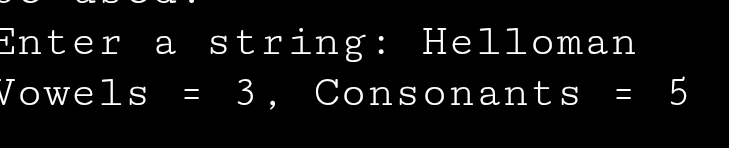 Enter a string: Helloman
Vowels = 3, Consonants = 5